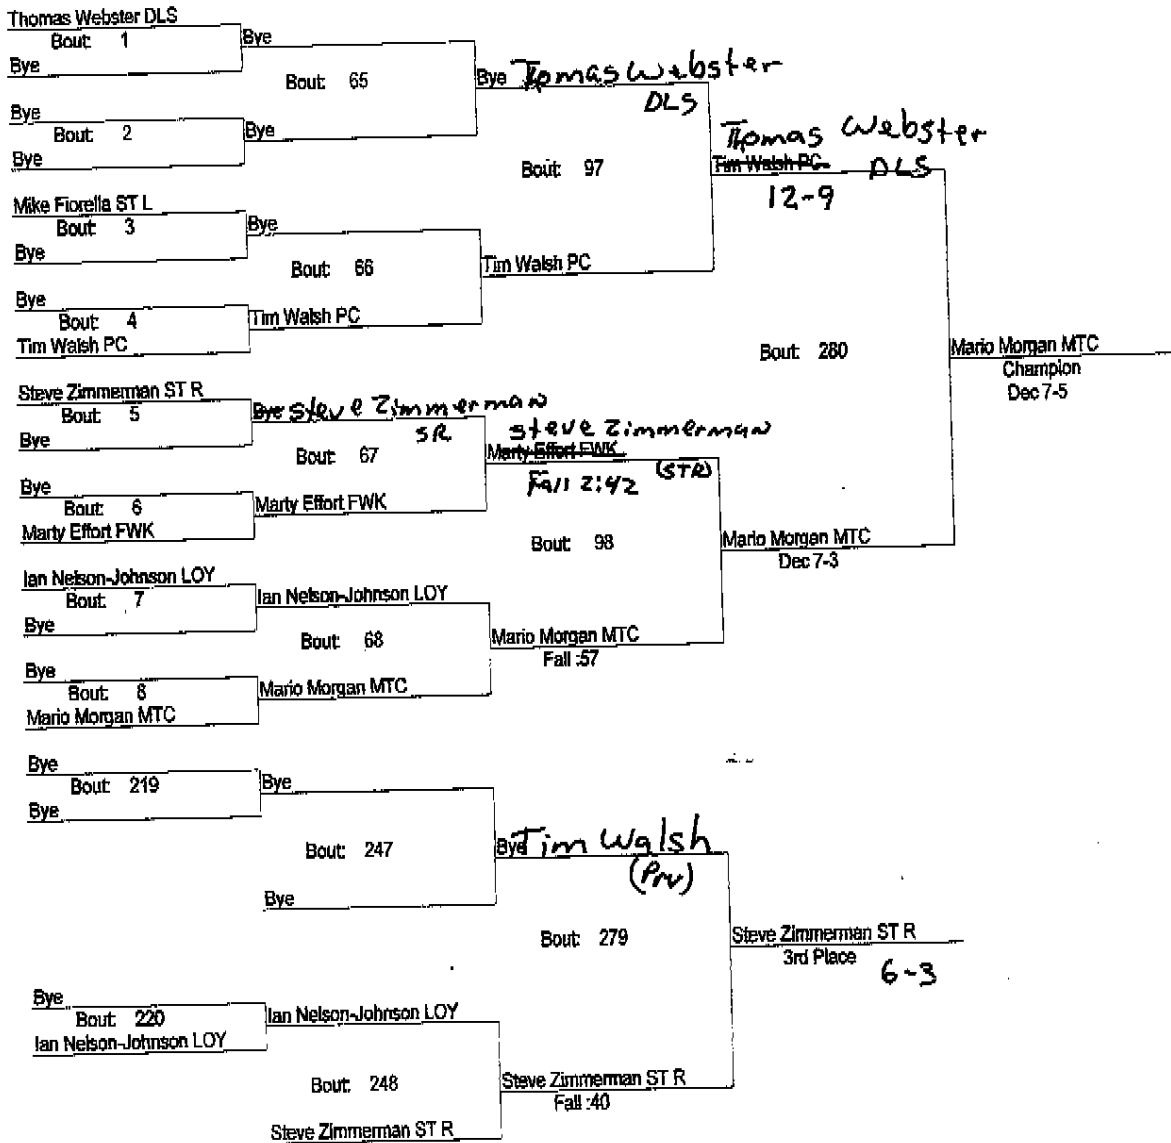 Thomas Webster DLS
Bout: 1
Bye
Bye
Bout: 65
Bye
Bout: 2
Bye
Bye
Bye Thomas Webster
DLS
Bout: 97
Mike Fiorella ST L
Bout: 3
Bye
Bye
Bout: 66
Bye
Bout: 4
Tim Walsh PC
Tim Walsh PC
Tim Walsh PC
Thomas Webster
Tim Walsh PC DLS
12-9
Bout: 280
Steve Zimmerman ST R
Bout: 5
Bye
Bye Steve Zimmerman
SR
Bout: 67
Bye
Bout: 6
Marty Effort FWK
Marty Effort FWK
Steve Zimmerman
Marty Effort FWK
(STR)
Fall 2:42
Bout: 98
Ian Nelson-Johnson LOY
Bout: 7
Bye
Ian Nelson-Johnson LOY
Bout: 68
Bye
Bout: 8
Mario Morgan MTC
Mario Morgan MTC
Mario Morgan MTC
Fall :57
Mario Morgan MTC
Dec 7-3
Mario Morgan MTC
Champion
Dec 7-5
Bye
Bout: 219
Bye
Bye
Bout: 247
Bye
Bye Tim Walsh
(Prv)
Bout: 279
Bye
Bout: 220
Ian Nelson-Johnson LOY
Ian Nelson-Johnson LOY
Bout: 248
Steve Zimmerman ST R
Steve Zimmerman ST R
Fall :40
Steve Zimmerman ST R
3rd Place
6-3